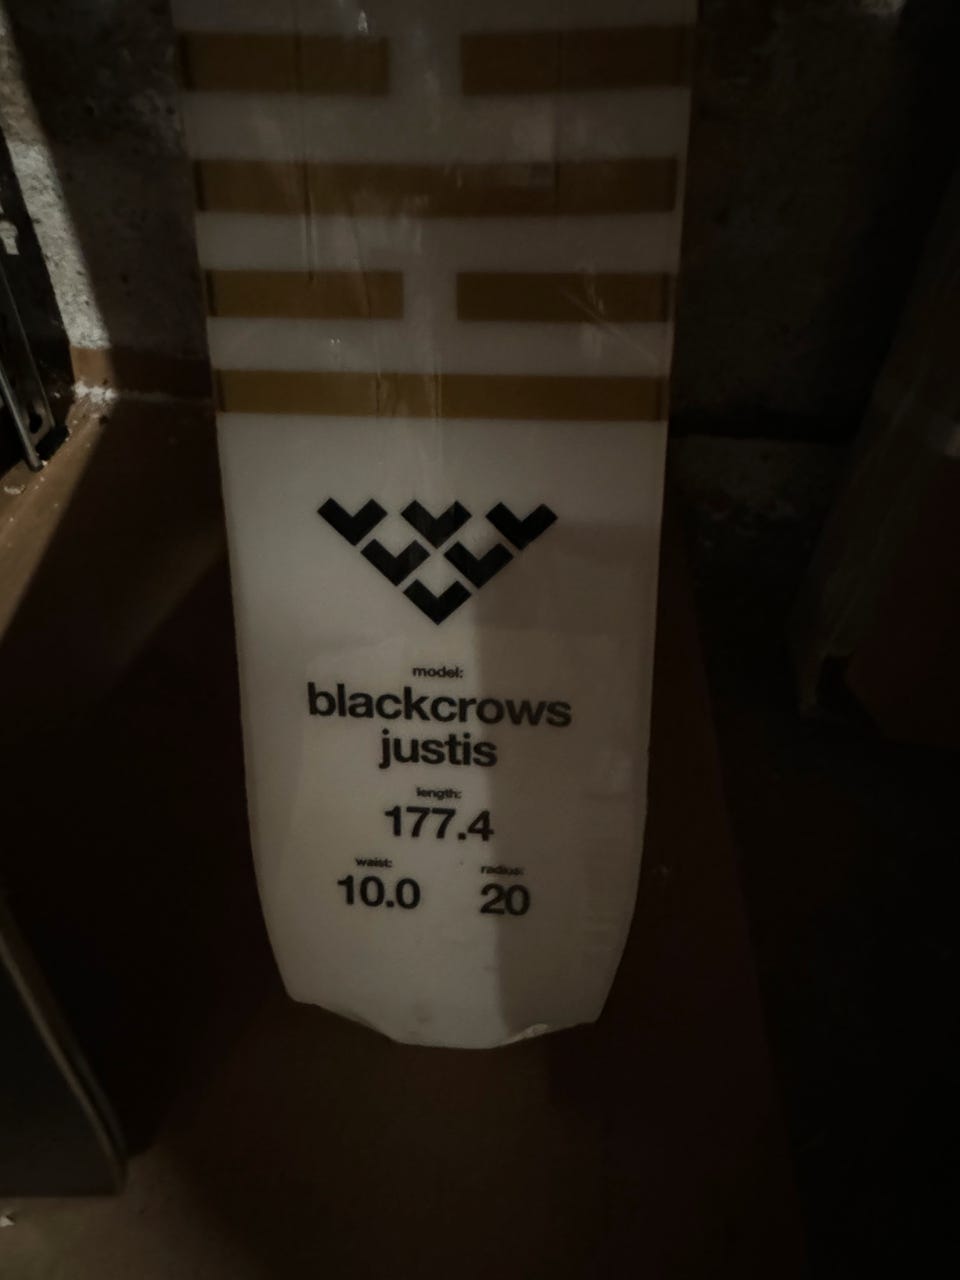 model:
blackcrows
justis
length:
177.4
waist: radius:
10.0 20